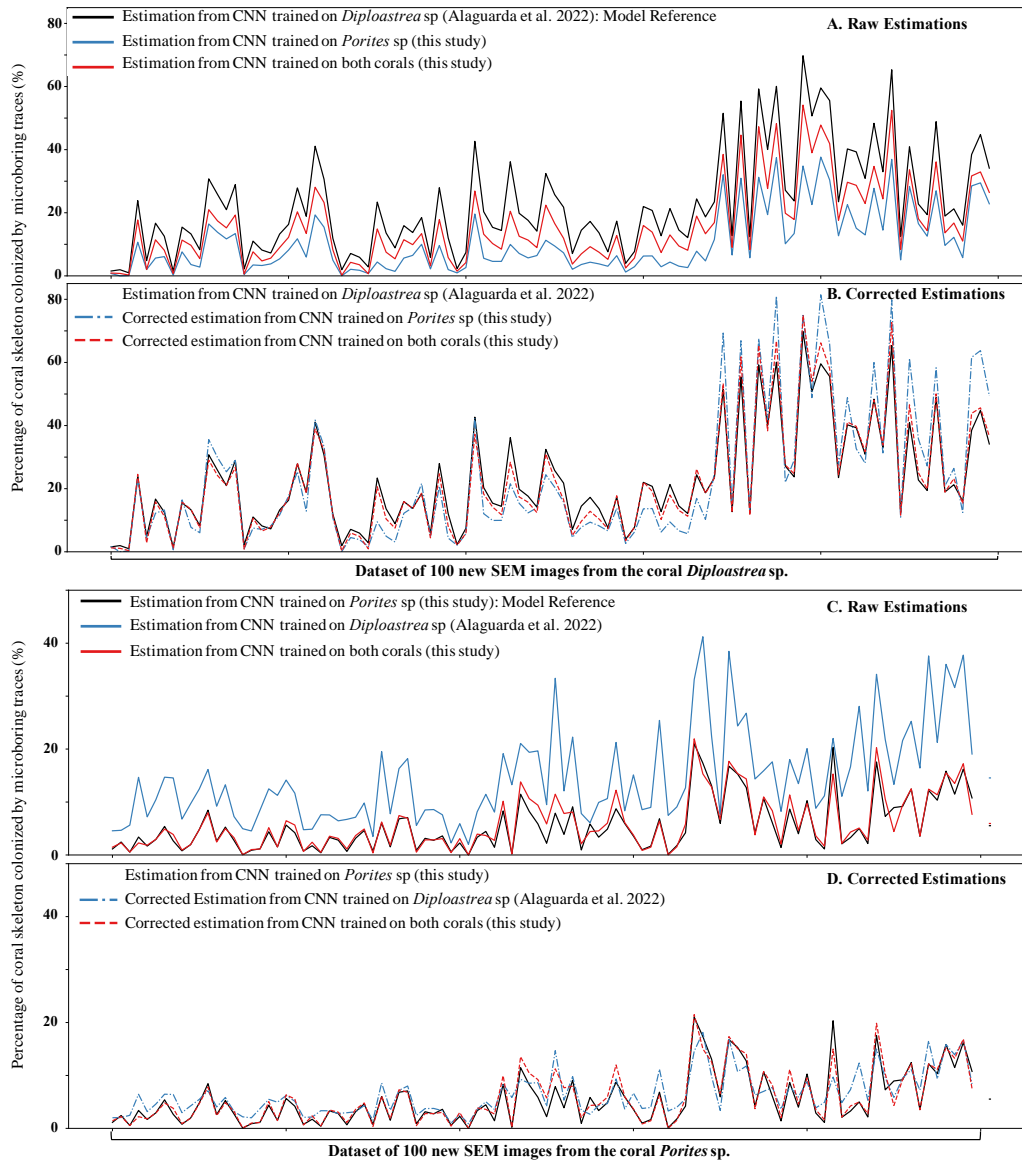 Percentage of coral skeleton colonized by microboring traces (%)
80
60
40
20
0
Estimation from CNN trained on Diploastrea sp (Alaguarda et al. 2022): Model Reference
Estimation from CNN trained on Porites sp (this study)
Estimation from CNN trained on both corals (this study)
A. Raw Estimations
80
60
40
20
0
Estimation from CNN trained on Diploastrea sp (Alaguarda et al. 2022)
Corrected estimation from CNN trained on Porites sp (this study)
Corrected estimation from CNN trained on both corals (this study)
B. Corrected Estimations
Dataset of 100 new SEM images from the coral Diploastrea sp.
Percentage of coral skeleton colonized by microboring traces (%)
40
20
0
Estimation from CNN trained on Porites sp (this study): Model Reference
Estimation from CNN trained on Diploastrea sp (Alaguarda et al. 2022)
Estimation from CNN trained on both corals (this study)
C. Raw Estimations
40
20
0
Estimation from CNN trained on Porites sp (this study)
Corrected Estimation from CNN trained on Diploastrea sp (Alaguarda et al. 2022)
Corrected estimation from CNN trained on both corals (this study)
D. Corrected Estimations
Dataset of 100 new SEM images from the coral Porites sp.